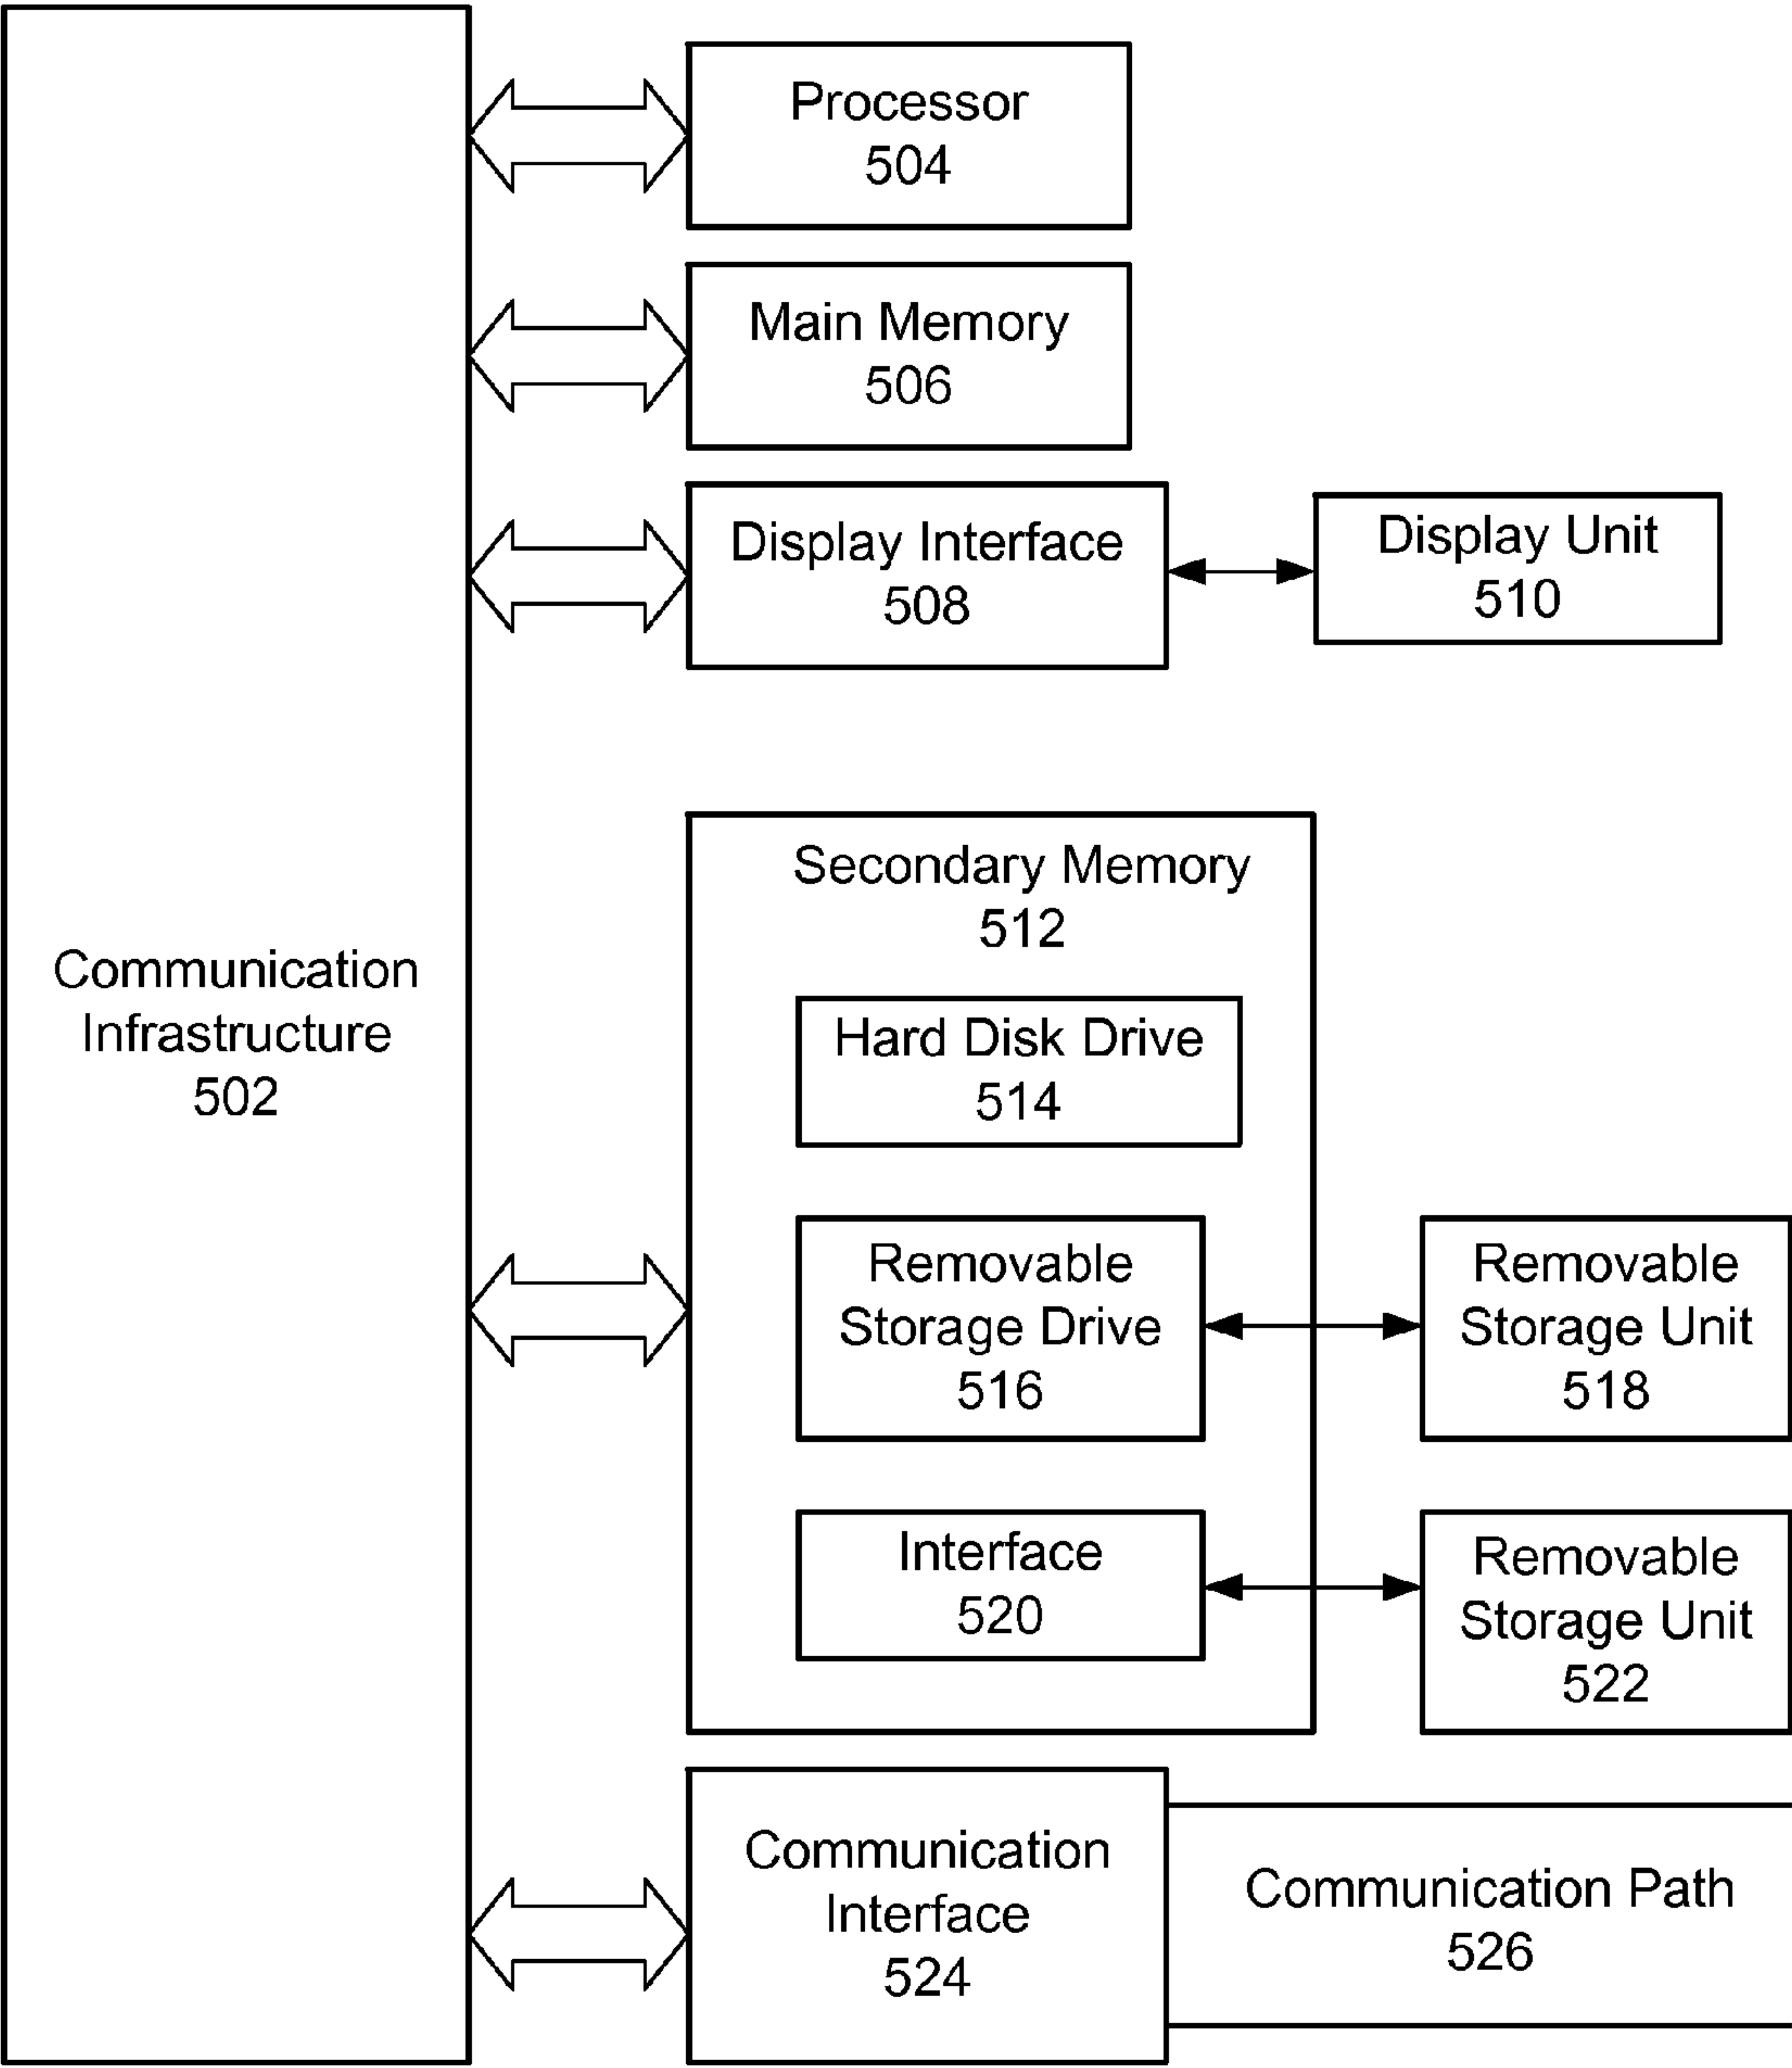 Processor
504
Main Memory
506
Display Interface
508
Display Unit
510
Communication
Infrastructure
502
Secondary Memory
512
Hard Disk Drive
514
Removable
Storage Drive
516
Removable
Storage Unit
518
Interface
520
Removable
Storage Unit
522
Communication
Interface
524
Communication Path
526